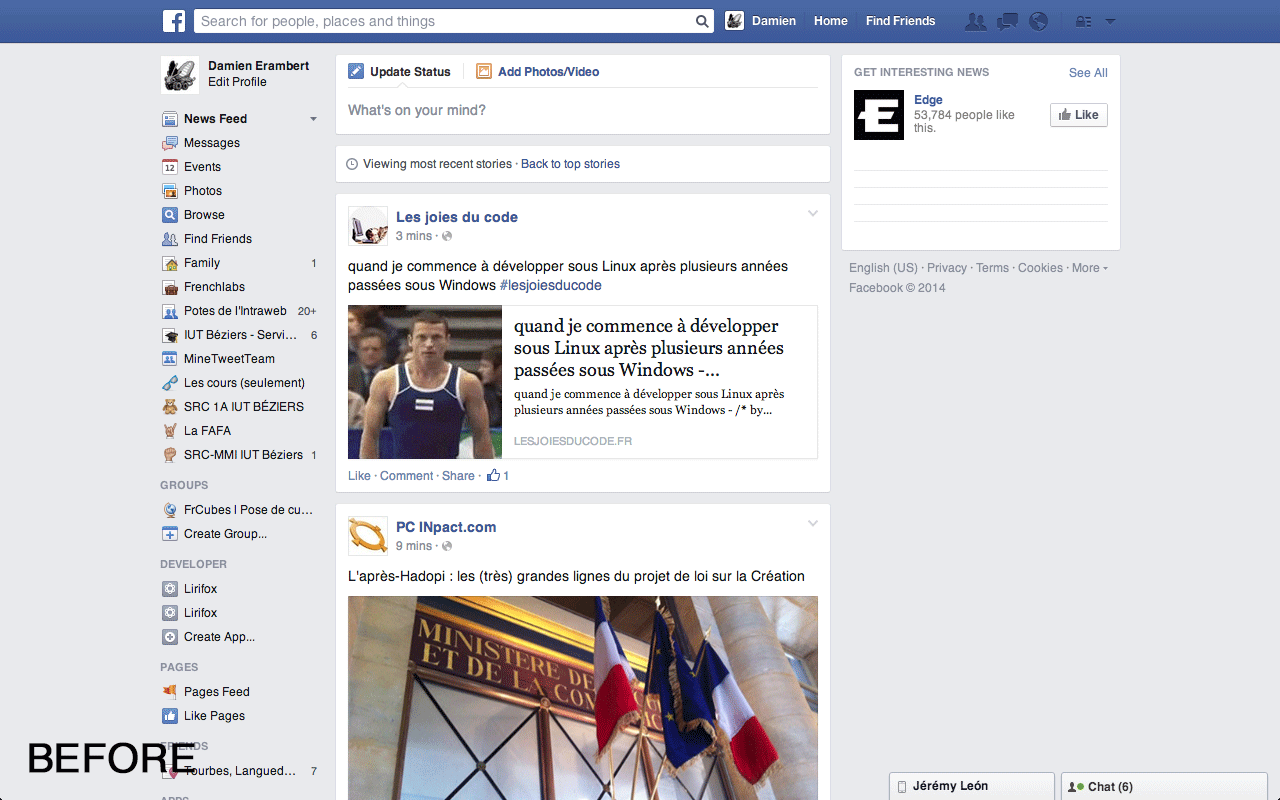 Search for people, places and things
Damien
Home
Find Friends
Damien Erambert
Edit Profile
News Feed
Messages
12
Events
Photos
Browse
Find Friends
Family 1
Frenchlabs
Potes de l'Intraweb 20+
IUT Béziers - Servi... 6
MineTweetTeam
Les cours (seulement)
SRC 1A IUT BÉZIERS
La FAFA
SRC-MMI IUT Béziers 1
GROUPS
FrCubes | Pose de cu...
Create Group...
DEVELOPER
Lirifox
Lirifox
Create App...
PAGES
Pages Feed
Like Pages
FRIENDS
Tourbes, Langued... 7
APPS
BEFORE
Update Status
Add Photos/Video
What's on your mind?
Viewing most recent stories · Back to top stories
Les joies du code
3 mins ·
quand je commence à développer sous Linux après plusieurs années
passées sous Windows #lesjoiesducode
quand je commence à développer
sous Linux après plusieurs années
passées sous Windows -...
quand je commence à développer sous Linux après
plusieurs années passées sous Windows - /* by...
LESJOIESDUCODE.FR
Like · Comment · Share · 1
PC INpact.com
9 mins ·
L'après-Hadopi : les (très) grandes lignes du projet de loi sur la Création
MINISTERE DE
ET DE LA COM
GET INTERESTING NEWS
See All
Edge
53,784 people like
this.
Like
English (US) · Privacy · Terms · Cookies · More
Facebook © 2014
Jérémy León
Chat (6)